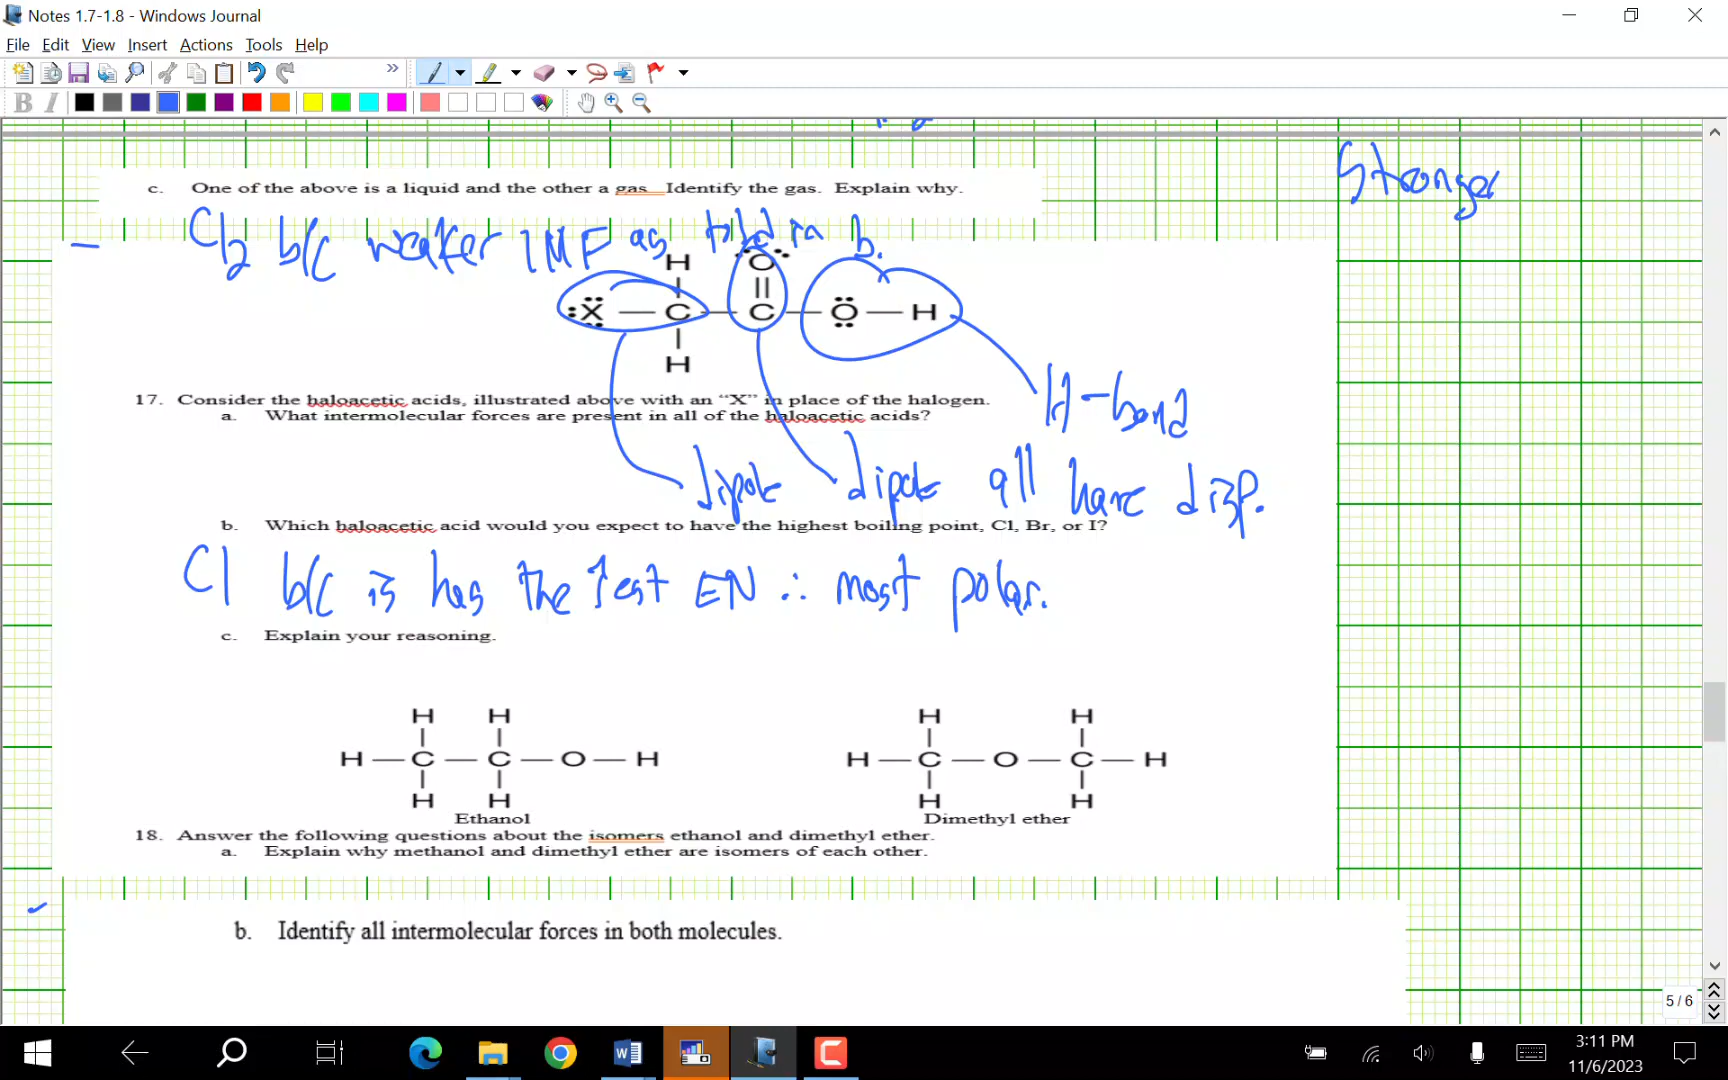 Notes 1.7-1.8 - Windows Journal
File Edit View Insert Actions Tools Help
B I
Stronger
c. One of the above is a liquid and the other a gas. Identify the gas. Explain why.
Cl2 b/c weaker IMF as told in b.
H O
:X — C — C — O — H
H
H-bond
17. Consider the haloacetic acids, illustrated above with an "X" in place of the halogen.
a. What intermolecular forces are present in all of the haloacetic acids?
dipole dipole all have disp.
b. Which haloacetic acid would you expect to have the highest boiling point, Cl, Br, or I?
Cl b/c is has the ↑est EN ∴ most polar.
c. Explain your reasoning.
H H H H
H — C — C — O — H H — C — O — C — H
H H H H
Ethanol Dimethyl ether
18. Answer the following questions about the isomers ethanol and dimethyl ether.
a. Explain why methanol and dimethyl ether are isomers of each other.
b. Identify all intermolecular forces in both molecules.
5 / 6
3:11 PM
11/6/2023